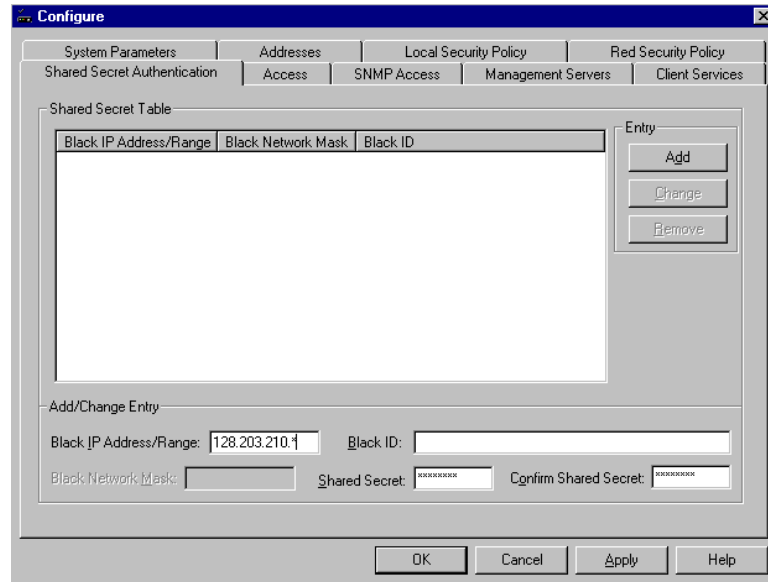 Configure
System Parameters Addresses Local Security Policy Red Security Policy
Shared Secret Authentication Access SNMP Access Management Servers Client Services
Shared Secret Table
Black IP Address/Range Black Network Mask Black ID
Entry
Add
Change
Remove
Add/Change Entry
Black IP Address/Range: 128.203.210.* Black ID:
Black Network Mask: Shared Secret: ******** Confirm Shared Secret: ********
OK Cancel Apply Help